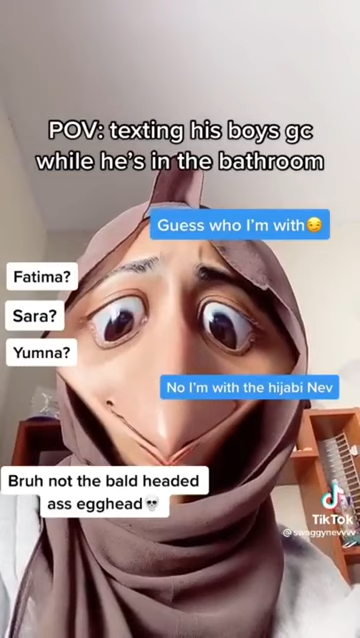 POV: texting his boys gc
while he's in the bathroom
Guess who I'm with😏
Fatima?
Sara?
Yumna?
No I'm with the hijabi Nev
Bruh not the bald headed
ass egghead💀
TikTok
@swaggynevvvv